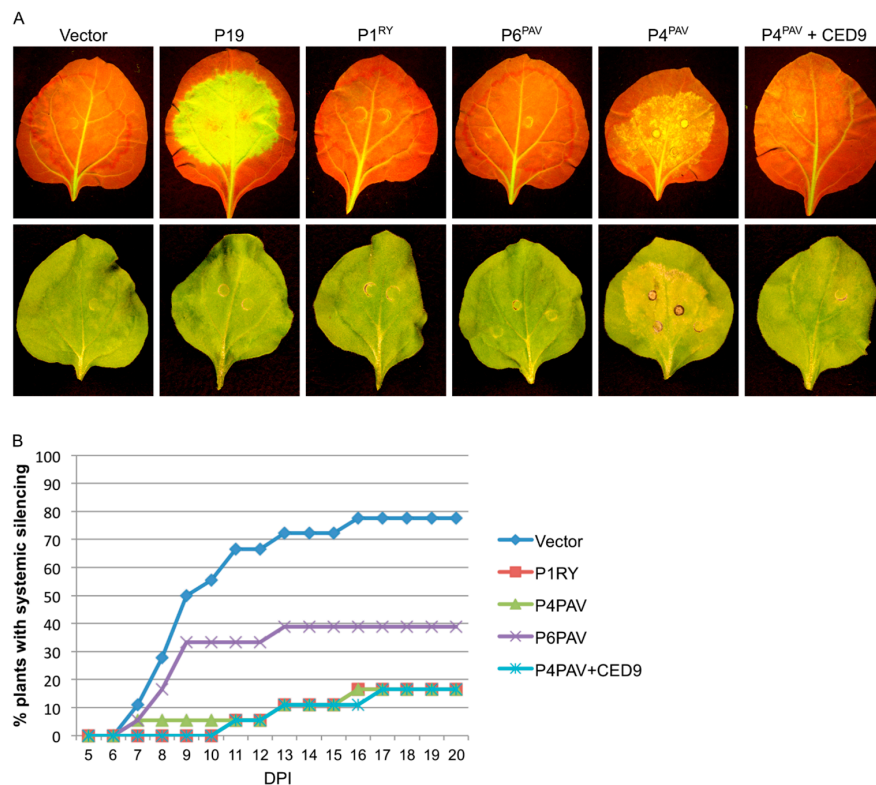 A
Vector P19 P1ᴿʸ P6ᴾᴬⱽ P4ᴾᴬⱽ P4ᴾᴬⱽ + CED9
B
% plants with systemic silencing
100
90
80
70
60
50
40
30
20
10
0
5 6 7 8 9 10 11 12 13 14 15 16 17 18 19 20
DPI
Vector
P1RY
P4PAV
P6PAV
P4PAV+CED9